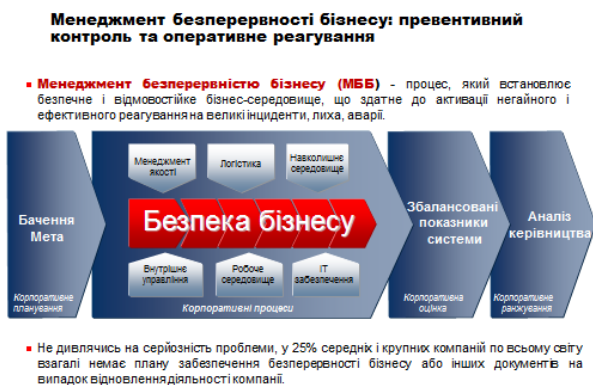 Менеджмент безперервності бізнесу: превентивний
контроль та оперативне реагування
Менеджмент безперервністю бізнесу (МББ) - процес, який встановлює
безпечне і відмовостійке бізнес-середовище, що здатне до активації негайного і
ефективного реагування на великі інциденти, лиха, аварії.
Бачення
Мета
Корпоративне
планування
Менеджмент
якості
Логістика
Навколишнє
середовище
Безпека бізнесу
Внутрішнє
управління
Робоче
середовище
ІТ
забезпечення
Корпоративні процеси
Збалансовані
показники
системи
Корпоративна
оцінка
Аналіз
керівництва
Корпоративне
ранжування
Не дивлячись на серйозність проблеми, у 25% середніх і крупних компаній по всьому світу
взагалі немає плану забезпечення безперервності бізнесу або інших документів на
випадок відновлення діяльності компанії.